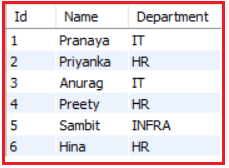 Id Name Department
1 Pranaya IT
2 Priyanka HR
3 Anurag IT
4 Preety HR
5 Sambit INFRA
6 Hina HR